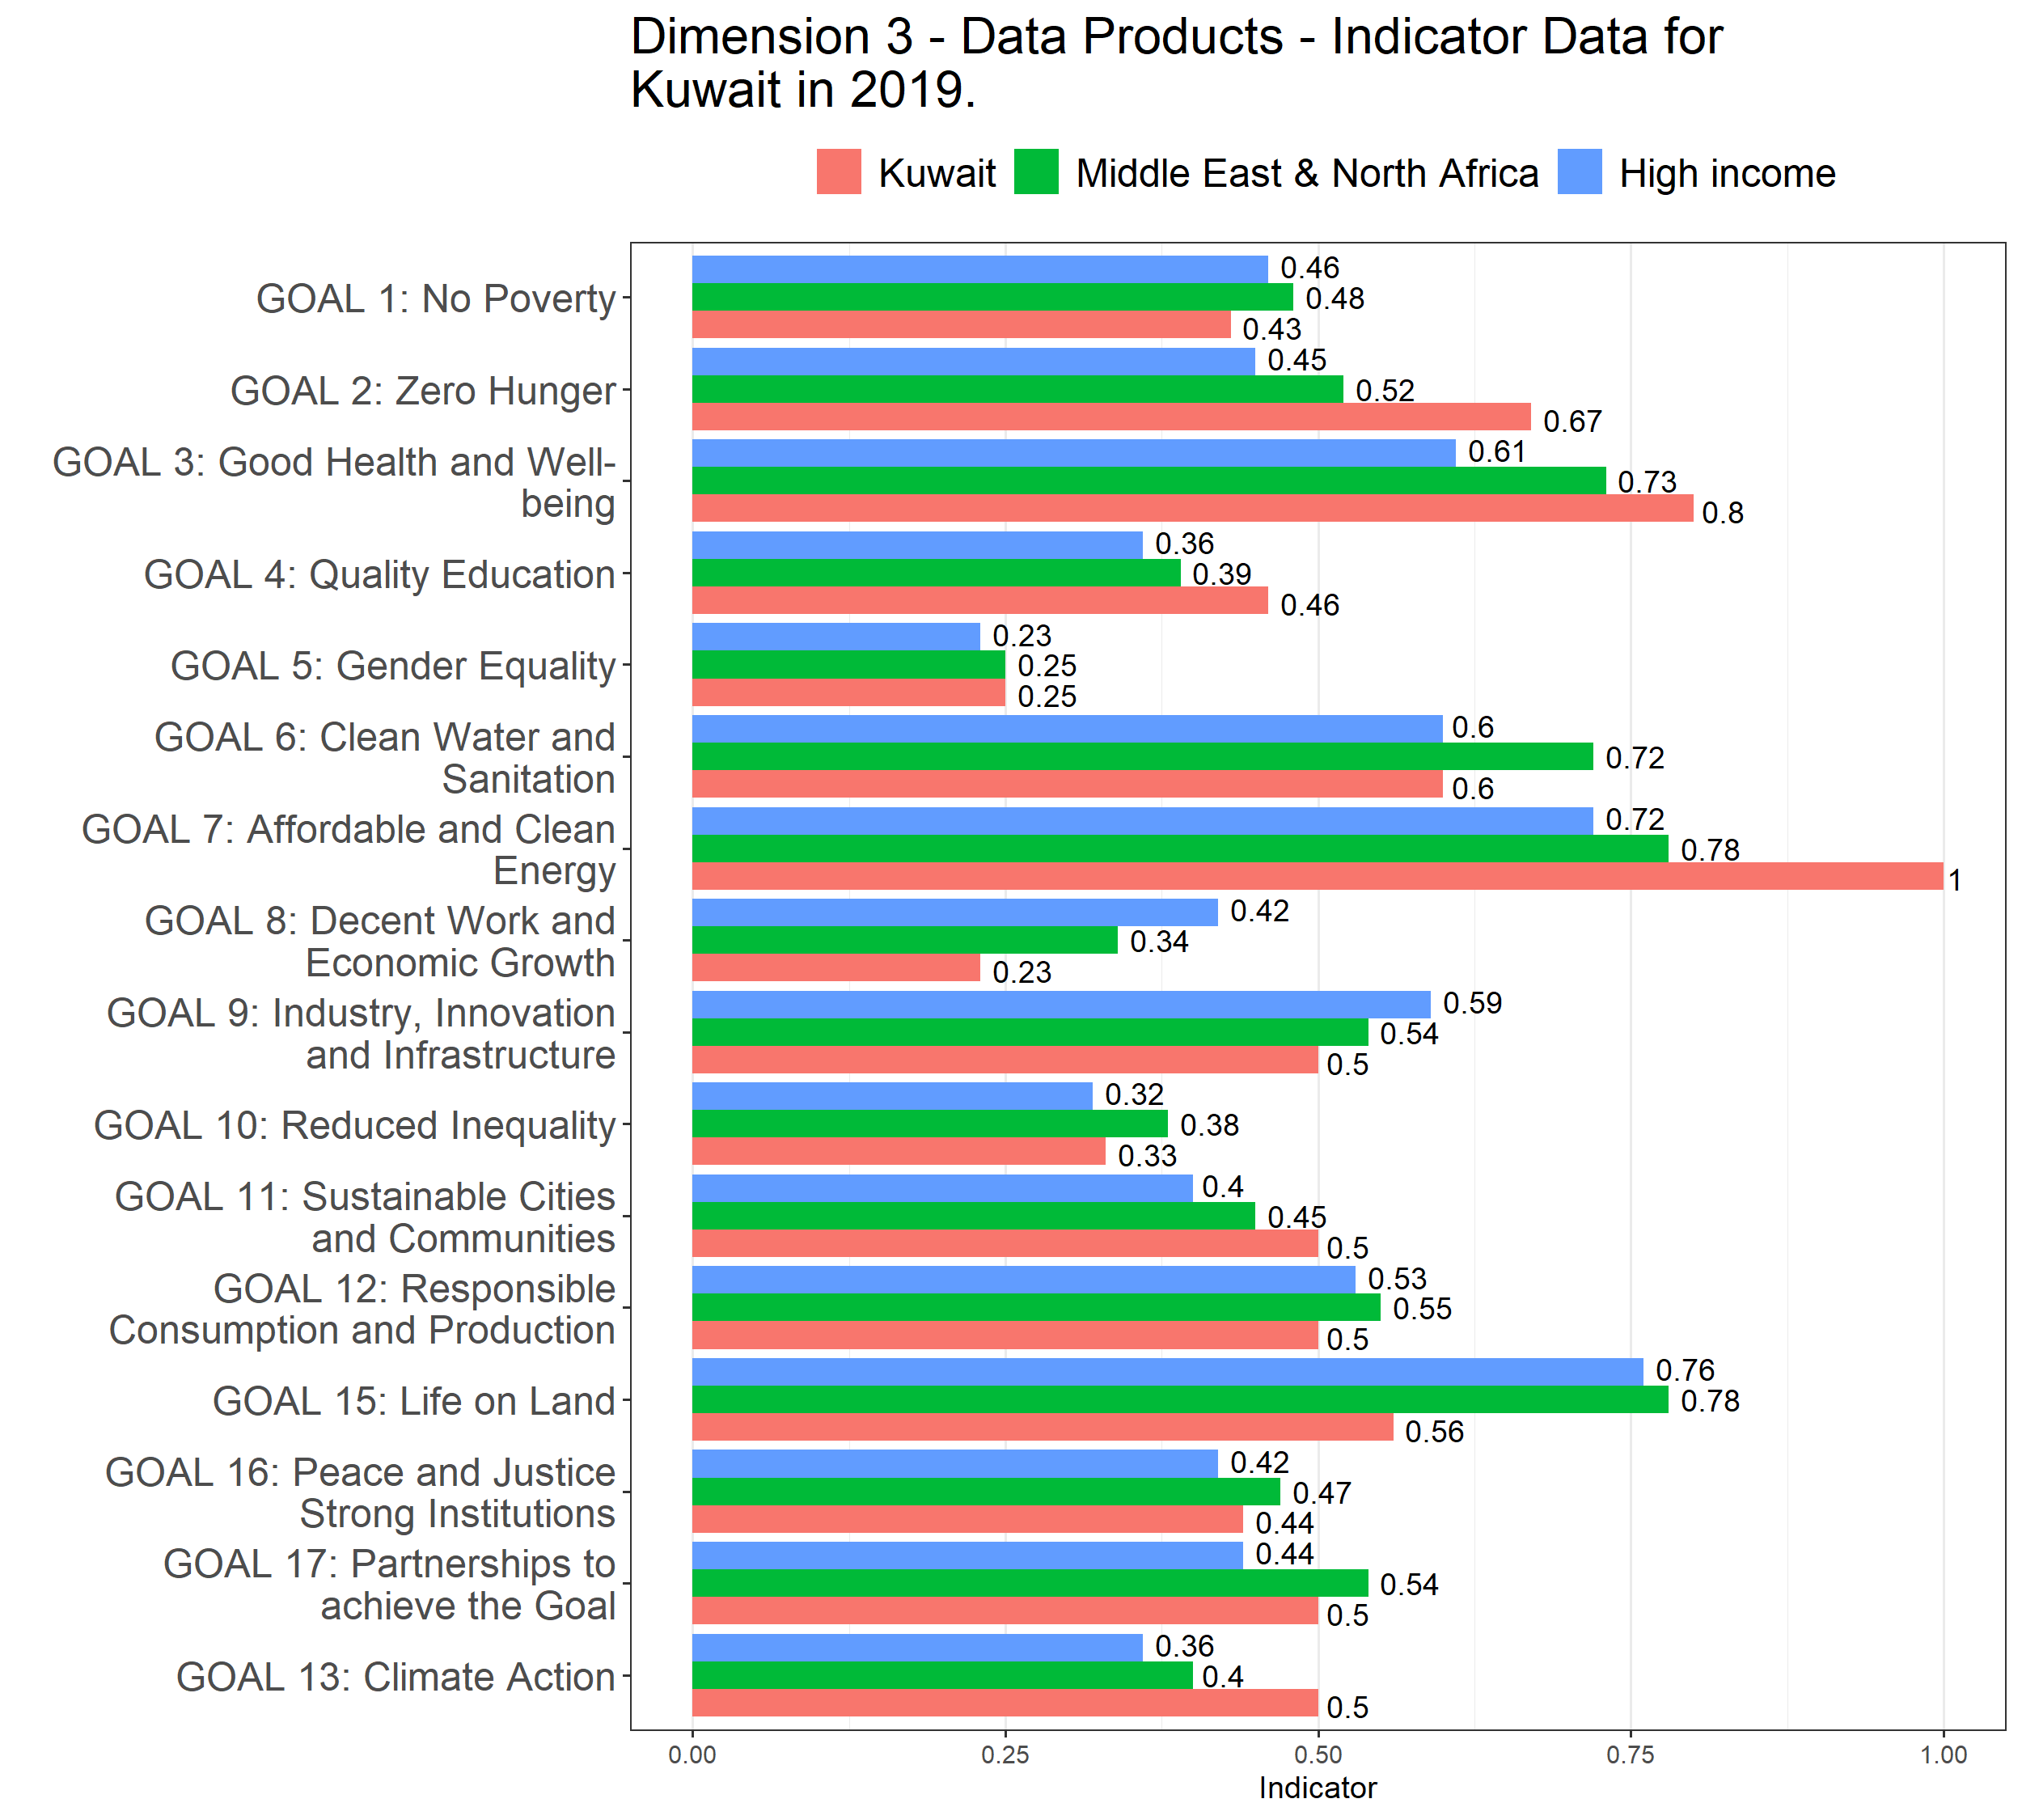 Dimension 3 - Data Products - Indicator Data for
Kuwait in 2019.
Kuwait Middle East & North Africa High income
GOAL 1: No Poverty
0.46
0.48
0.43
GOAL 2: Zero Hunger
0.45
0.52
0.67
GOAL 3: Good Health and Well-
being
0.61
0.73
0.8
GOAL 4: Quality Education
0.36
0.39
0.46
GOAL 5: Gender Equality
0.23
0.25
0.25
GOAL 6: Clean Water and
Sanitation
0.6
0.72
0.6
GOAL 7: Affordable and Clean
Energy
0.72
0.78
1
GOAL 8: Decent Work and
Economic Growth
0.42
0.34
0.23
GOAL 9: Industry, Innovation
and Infrastructure
0.59
0.54
0.5
GOAL 10: Reduced Inequality
0.32
0.38
0.33
GOAL 11: Sustainable Cities
and Communities
0.4
0.45
0.5
GOAL 12: Responsible
Consumption and Production
0.53
0.55
0.5
GOAL 15: Life on Land
0.76
0.78
0.56
GOAL 16: Peace and Justice
Strong Institutions
0.42
0.47
0.44
GOAL 17: Partnerships to
achieve the Goal
0.44
0.54
0.5
GOAL 13: Climate Action
0.36
0.4
0.5
0.00 0.25 0.50 0.75 1.00
Indicator